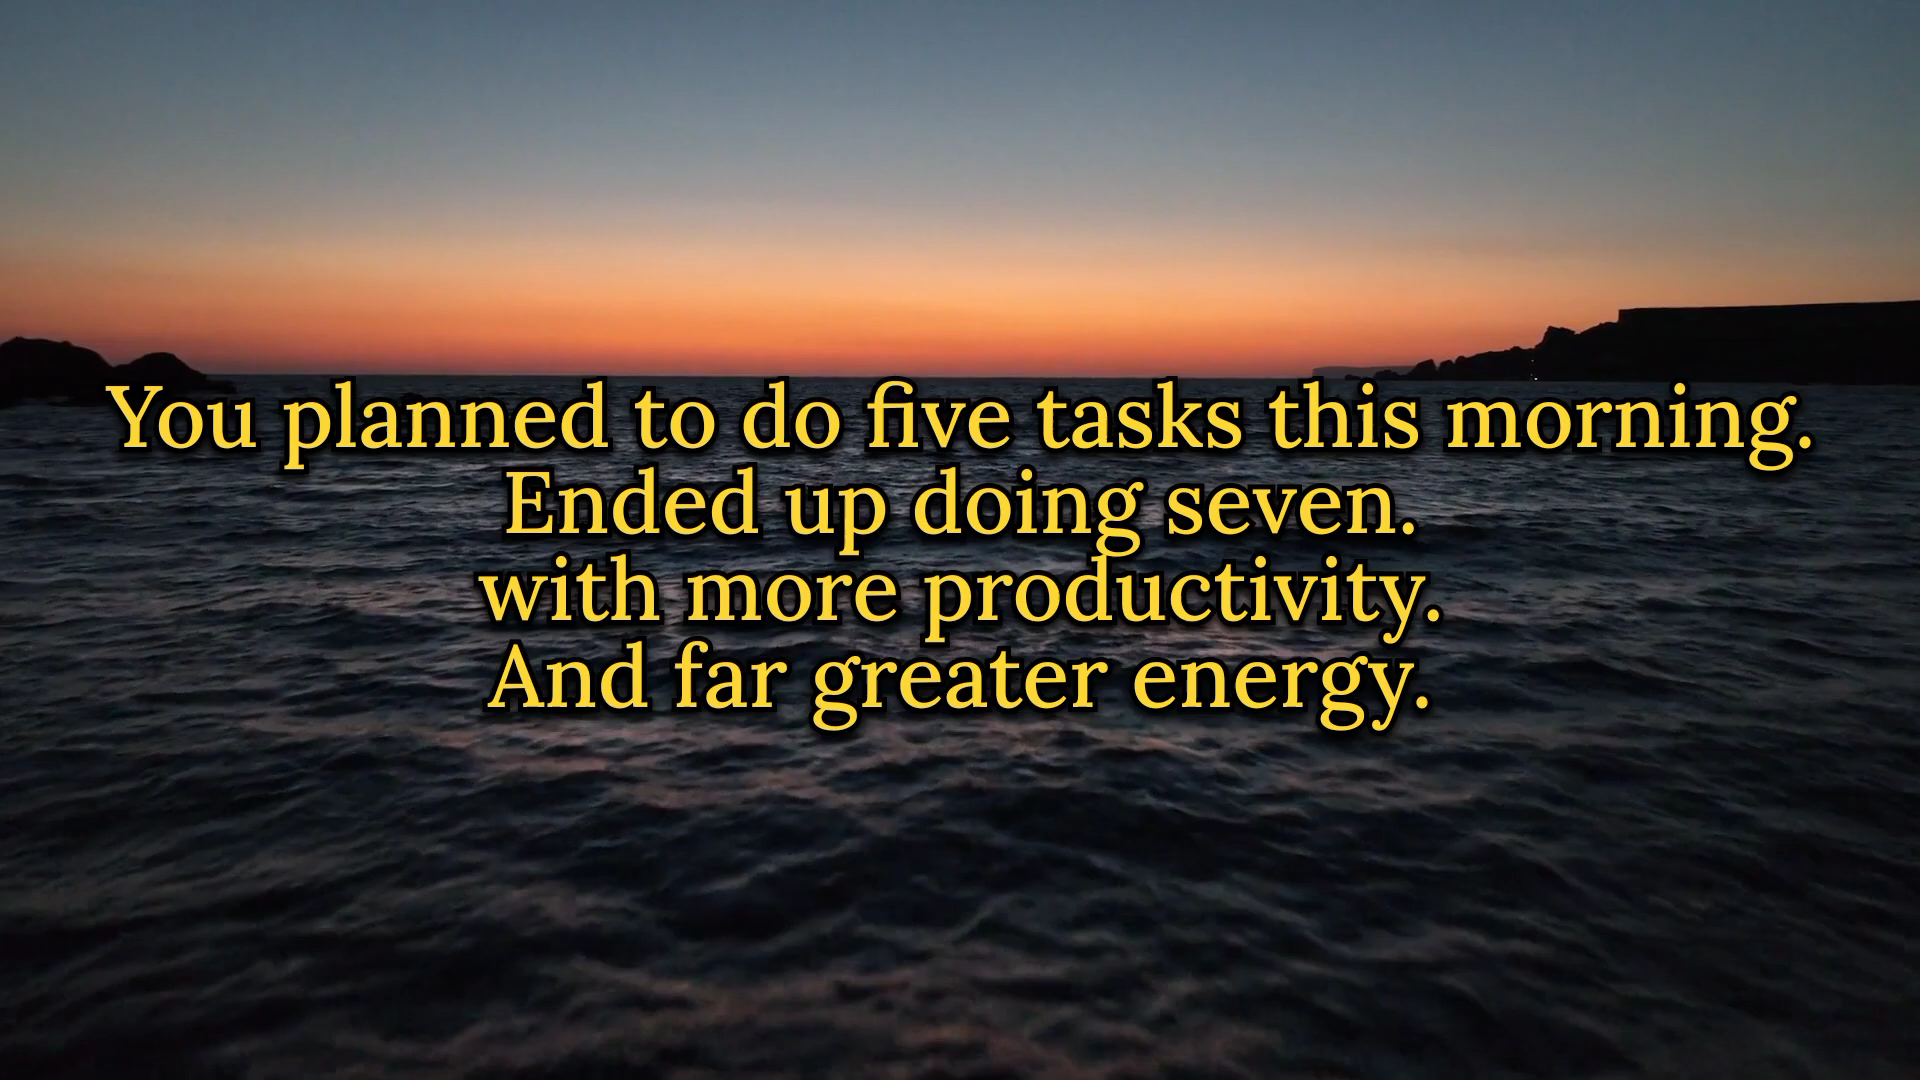 You planned to do five tasks this morning.
Ended up doing seven.
with more productivity.
And far greater energy.